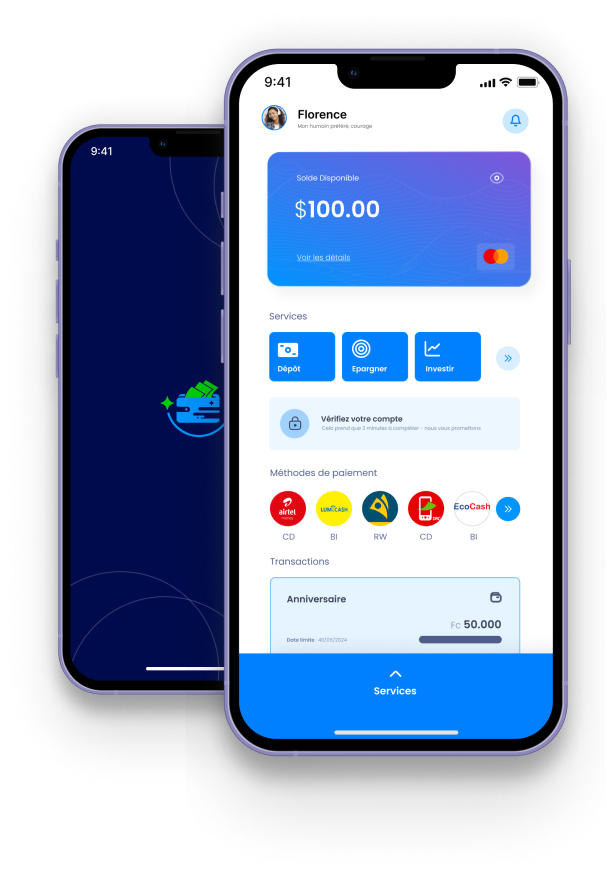 9:41
9:41
Florence
Mon humain préféré, courage
Solde Disponible
$100.00
Voir les détails
Services
Dépôt
Epargner
Investir
Vérifiez votre compte
Cela prend que 3 minutes à compléter - nous vous promettons
Méthodes de paiement
airtel
money
LUMICASH
EcoCash
CD
BI
RW
CD
BI
Transactions
Anniversaire
Fc 50.000
Date limite : 40/06/2024
Services